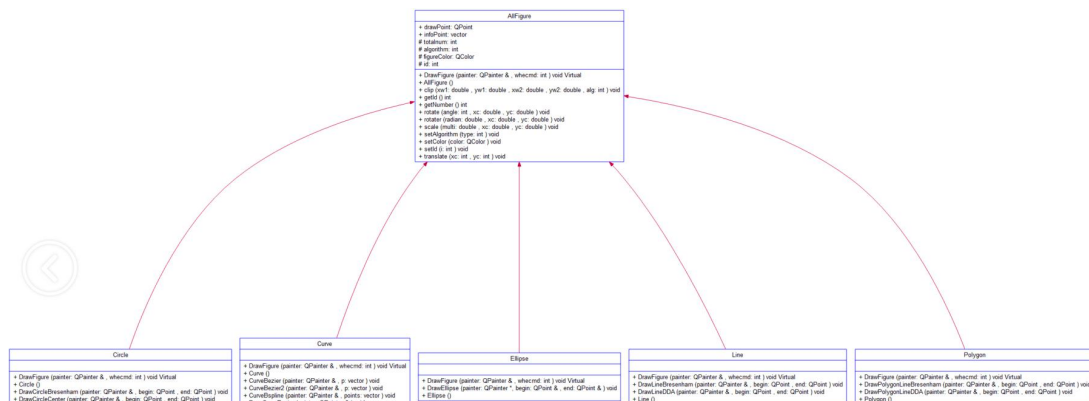 AllFigure
+ drawPoint: QPoint
+ infoPoint: vector
# totalnum: int
# algorithm: int
# figureColor: QColor
# id: int
+ DrawFigure (painter: QPainter & , whecmd: int ) void Virtual
+ AllFigure ()
+ clip (xw1: double , yw1: double , xw2: double , yw2: double , alg: int ) void
+ getId () int
+ getNumber () int
+ rotate (angle: int , xc: double , yc: double ) void
+ rotater (radian: double , xc: double , yc: double ) void
+ scale (multi: double , xc: double , yc: double ) void
+ setAlgorithm (type: int ) void
+ setColor (color: QColor ) void
+ setId (i: int ) void
+ translate (xc: int , yc: int ) void
Circle
+ DrawFigure (painter: QPainter & , whecmd: int ) void Virtual
+ Circle ()
+ DrawCircleBresenham (painter: QPainter & , begin: QPoint , end: QPoint ) void
+ DrawCircleCenter (painter: QPainter & , begin: QPoint , end: QPoint ) void
Curve
+ DrawFigure (painter: QPainter & , whecmd: int ) void Virtual
+ Curve ()
+ CurveBezier (painter: QPainter & , p: vector ) void
+ CurveBezier2 (painter: QPainter & , p: vector ) void
+ CurveBspline (painter: QPainter & , points: vector ) void
Ellipse
+ DrawFigure (painter: QPainter & , whecmd: int ) void Virtual
+ DrawEllipse (painter: QPainter *, begin: QPoint & , end: QPoint & ) void
+ Ellipse ()
Line
+ DrawFigure (painter: QPainter & , whecmd: int ) void Virtual
+ DrawLineBresenham (painter: QPainter & , begin: QPoint , end: QPoint ) void
+ DrawLineDDA (painter: QPainter & , begin: QPoint , end: QPoint ) void
+ Line ()
Polygon
+ DrawFigure (painter: QPainter & , whecmd: int ) void Virtual
+ DrawPolygonLineBresenham (painter: QPainter & , begin: QPoint , end: QPoint ) void
+ DrawPolygonLineDDA (painter: QPainter & , begin: QPoint , end: QPoint ) void
+ Polygon ()